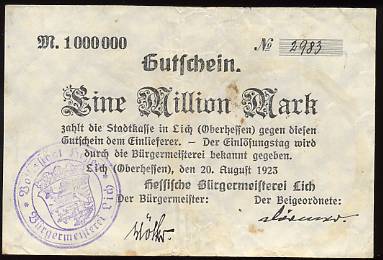 M. 1000000
№ 2983
Gutschein.
Eine Million Mark
zahlt die Stadtkasse in Lich (Oberhessen) gegen diesen
Gutschein dem Einlieferer. – Der Einlösungstag wird
durch die Bürgermeisterei bekannt gegeben.
Lich (Oberhessen), den 20. August 1923
Hessische Bürgermeisterei Lich
Der Bürgermeister: Der Beigeordnete:
Bürgermeisterei Lich